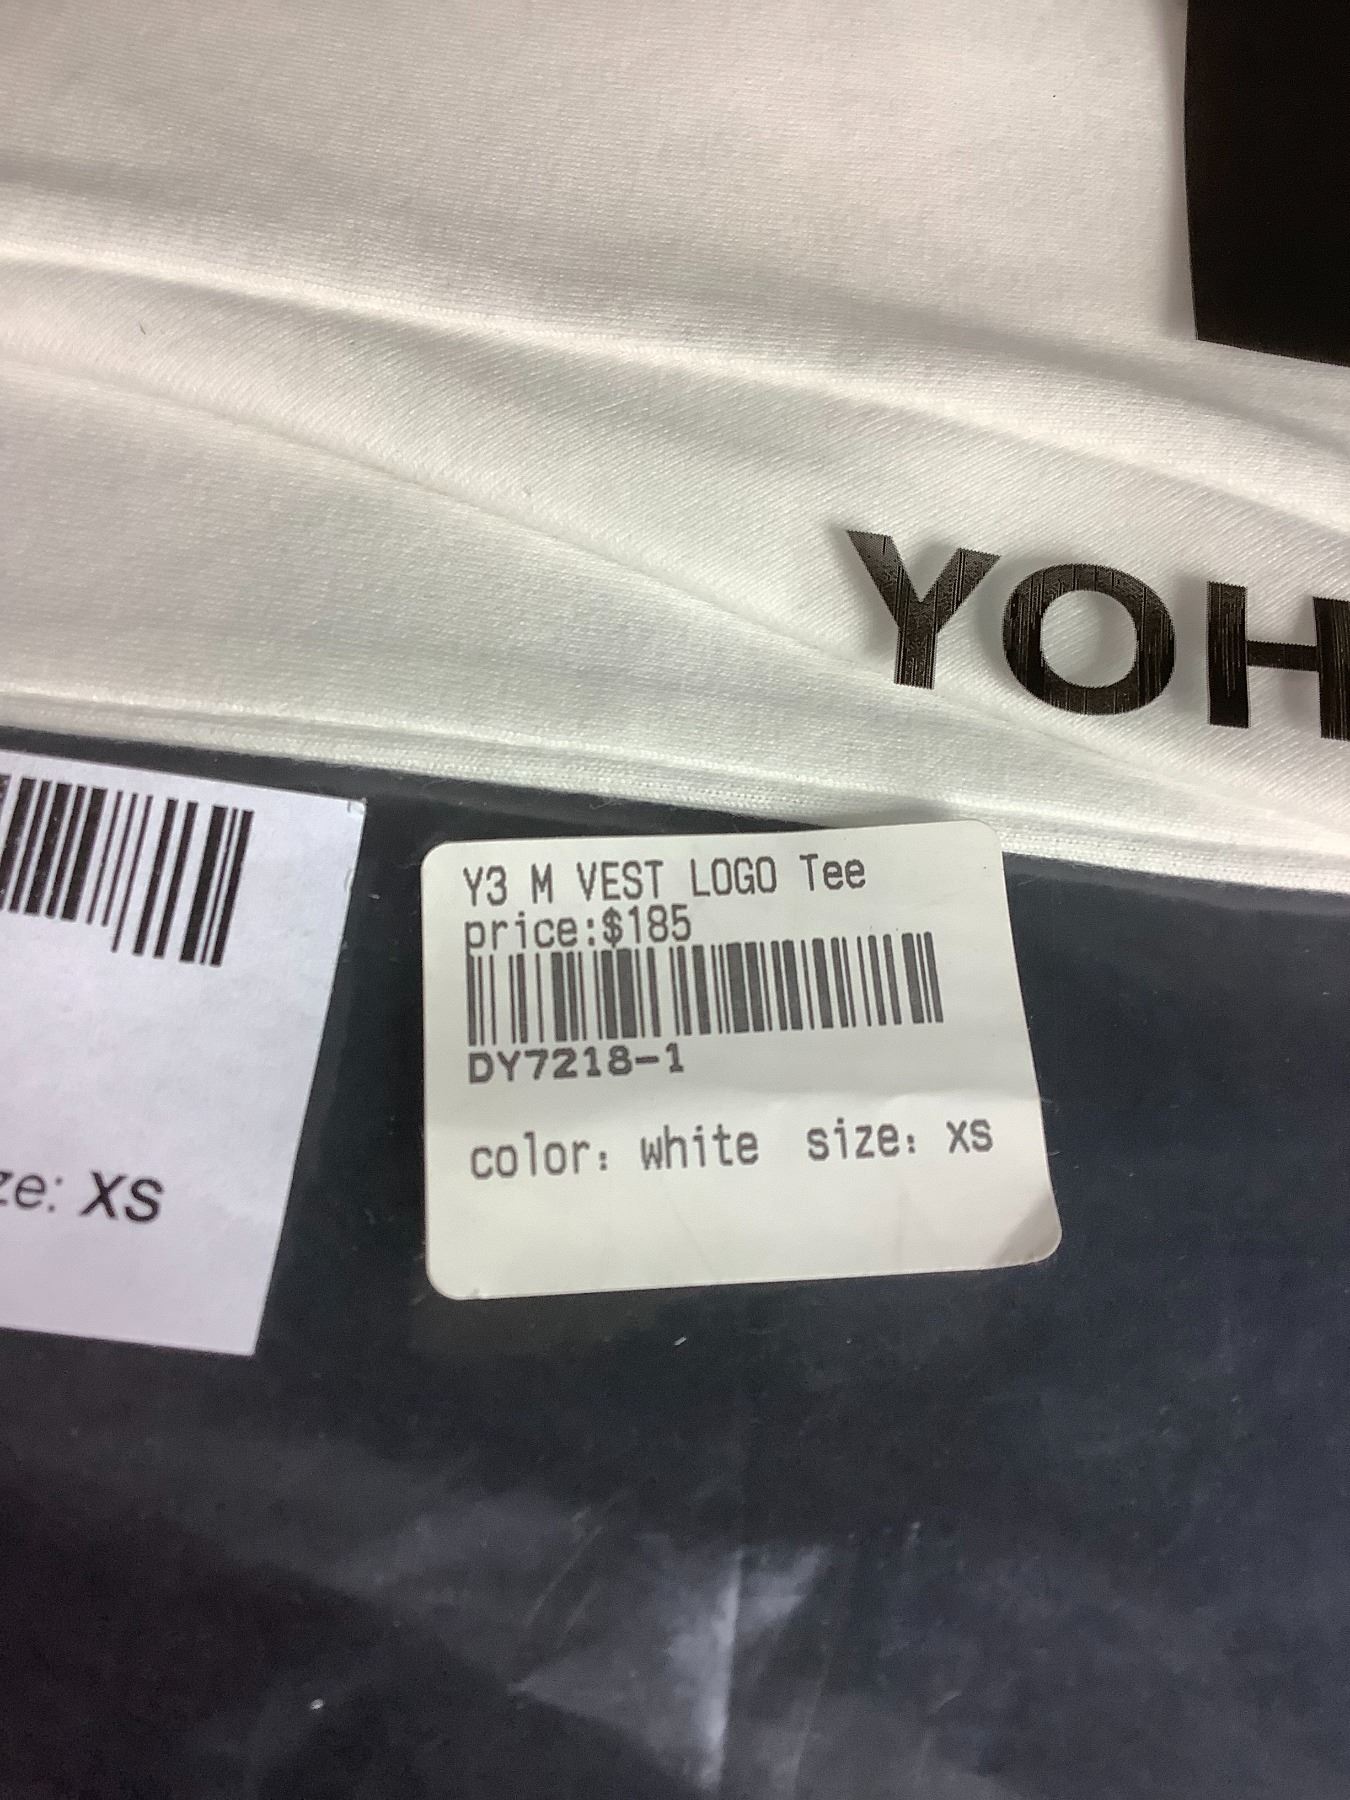 YOH
Y3 M VEST LOGO Tee
price:$185
DY7218-1
color: white size: XS
ze: XS